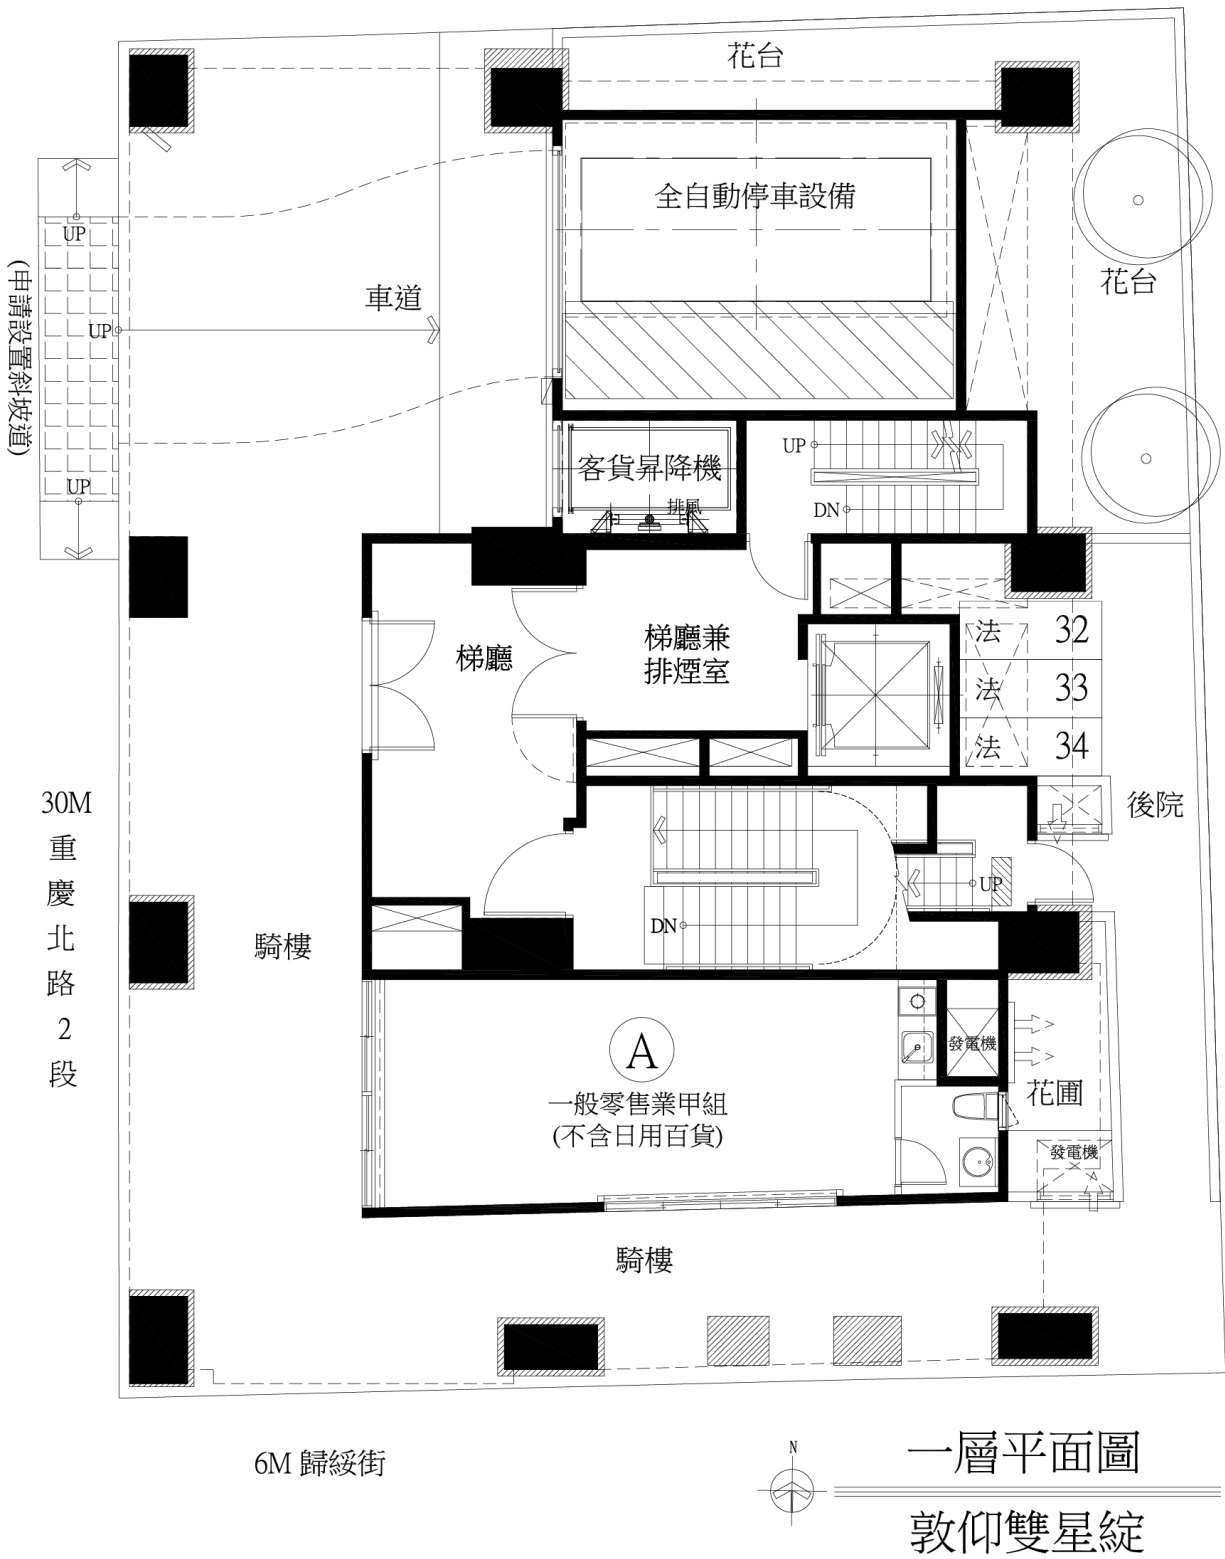 花台
全自動停車設備
花台
UP
車道
UP
(申請設置斜坡道)
UP
客貨昇降機
排風
UP
DN
梯廳
梯廳兼
排煙室
法 32
法 33
法 34
後院
30M
重
慶
北
路
2
段
騎樓
UP
DN
A
一般零售業甲組
(不含日用百貨)
發電機
花圃
發電機
騎樓
6M 歸綏街
N
一層平面圖
敦仰雙星綻